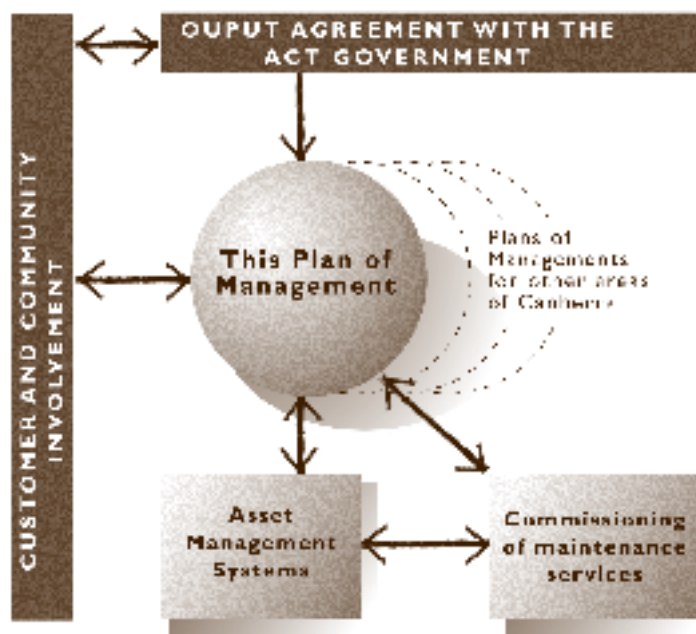 OUPUT AGREEMENT WITH THE
ACT GOVERNMENT
CUSTOMER AND COMMUNITY
INVOLVEMENT
This Plan of
Management
Plans of
Managements
for other areas
of Canberra
Asset
Management
Systems
Commissioning
of maintenance
services